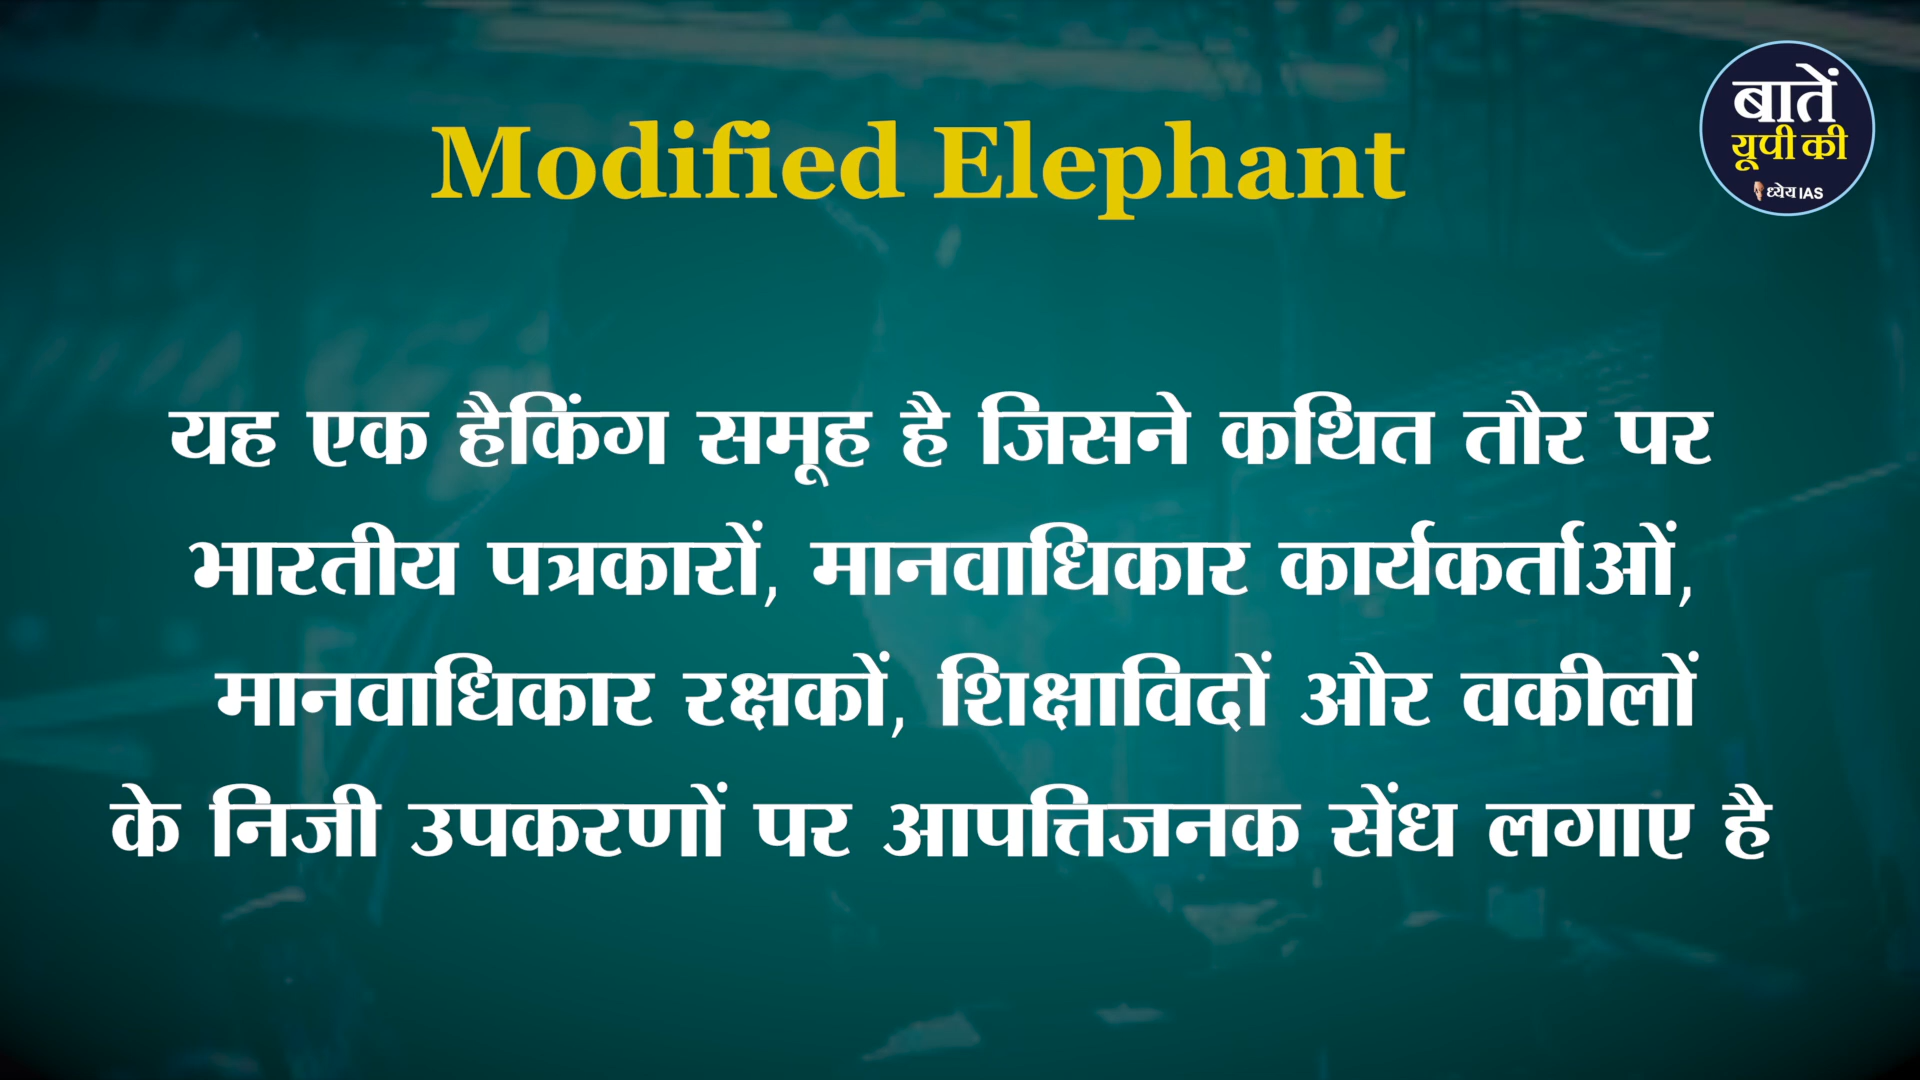 Modified Elephant
बातें
यूपी की
ध्येय IAS
यह एक हैकिंग समूह है जिसने कथित तौर पर
भारतीय पत्रकारों, मानवाधिकार कार्यकर्ताओं,
मानवाधिकार रक्षकों, शिक्षाविदों और वकीलों
के निजी उपकरणों पर आपत्तिजनक सेंध लगाए है